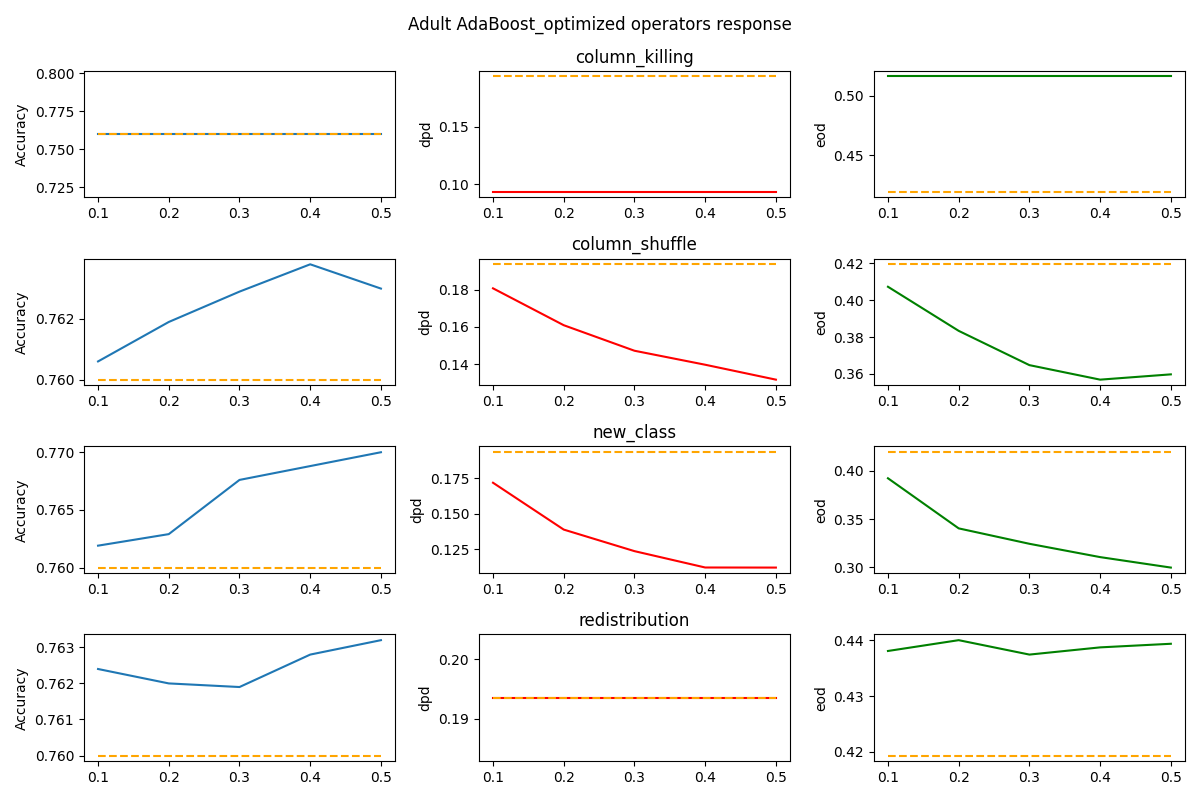 Adult AdaBoost_optimized operators response
column_killing
Accuracy
0.800
0.775
0.750
0.725
0.1 0.2 0.3 0.4 0.5
dpd
0.15
0.10
0.1 0.2 0.3 0.4 0.5
eod
0.50
0.45
0.1 0.2 0.3 0.4 0.5
column_shuffle
Accuracy
0.762
0.760
0.1 0.2 0.3 0.4 0.5
dpd
0.18
0.16
0.14
0.1 0.2 0.3 0.4 0.5
eod
0.42
0.40
0.38
0.36
0.1 0.2 0.3 0.4 0.5
new_class
Accuracy
0.770
0.765
0.760
0.1 0.2 0.3 0.4 0.5
dpd
0.175
0.150
0.125
0.1 0.2 0.3 0.4 0.5
eod
0.40
0.35
0.30
0.1 0.2 0.3 0.4 0.5
redistribution
Accuracy
0.763
0.762
0.761
0.760
0.1 0.2 0.3 0.4 0.5
dpd
0.20
0.19
0.1 0.2 0.3 0.4 0.5
eod
0.44
0.43
0.42
0.1 0.2 0.3 0.4 0.5